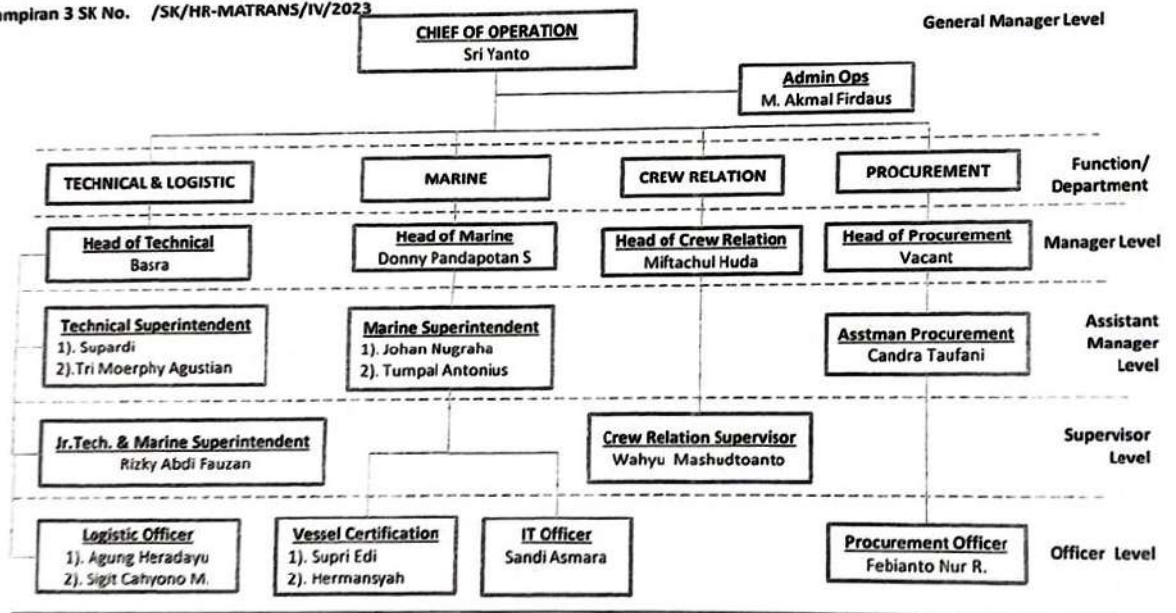 mpiran 3 SK No. /SK/HR-MATRANS/IV/2023
General Manager Level
CHIEF OF OPERATION
Sri Yanto
Admin Ops
M. Akmal Firdaus
TECHNICAL & LOGISTIC
MARINE
CREW RELATION
PROCUREMENT
Function/
Department
Head of Technical
Basra
Head of Marine
Donny Pandapotan S
Head of Crew Relation
Miftachul Huda
Head of Procurement
Vacant
Manager Level
Technical Superintendent
1). Supardi
2).Tri Moerphy Agustian
Marine Superintendent
1). Johan Nugraha
2). Tumpal Antonius
Asstman Procurement
Candra Taufani
Assistant
Manager
Level
Jr.Tech. & Marine Superintendent
Rizky Abdi Fauzan
Crew Relation Supervisor
Wahyu Mashudtoanto
Supervisor
Level
Logistic Officer
1). Agung Heradayu
2). Sigit Cahyono M.
Vessel Certification
1). Supri Edi
2). Hermansyah
IT Officer
Sandi Asmara
Procurement Officer
Febianto Nur R.
Officer Level